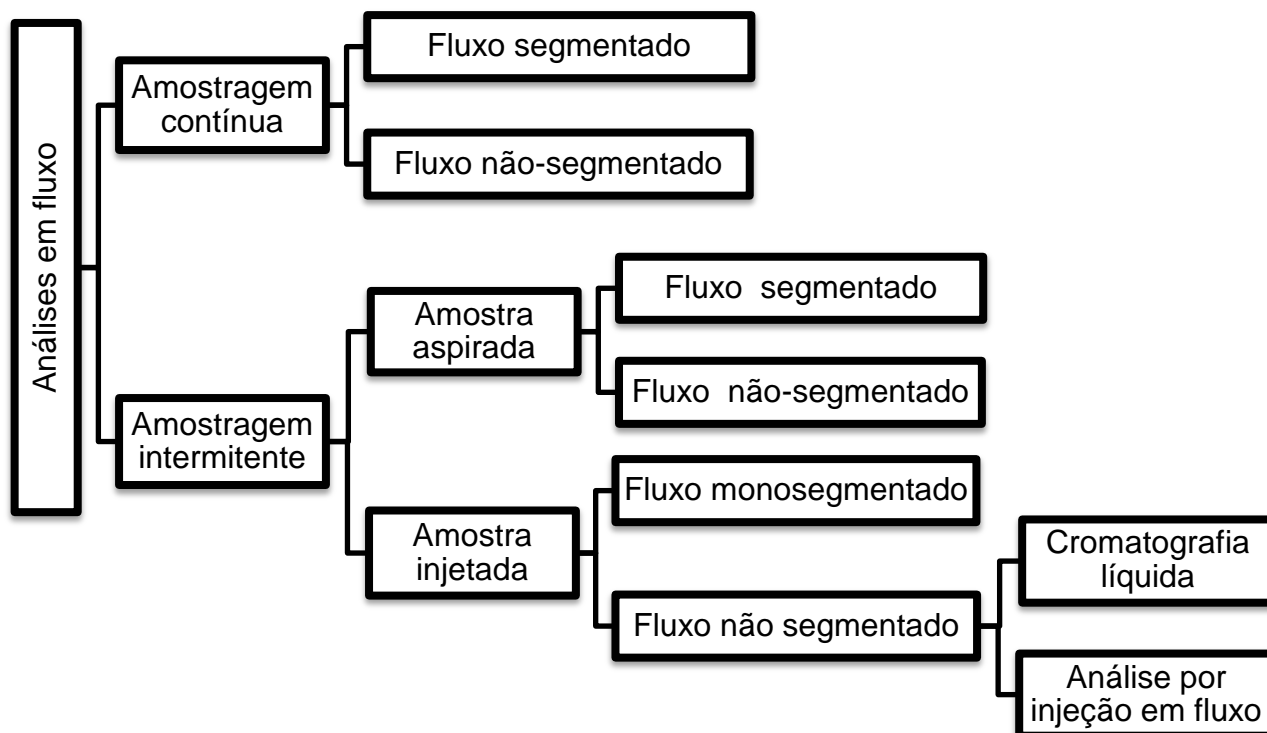 Análises em fluxo
Amostragem
contínua
Fluxo segmentado
Fluxo não-segmentado
Amostragem
intermitente
Amostra
aspirada
Fluxo  segmentado
Fluxo  não-segmentado
Amostra
injetada
Fluxo monosegmentado
Fluxo não segmentado
Cromatografia
líquida
Análise por
injeção em fluxo